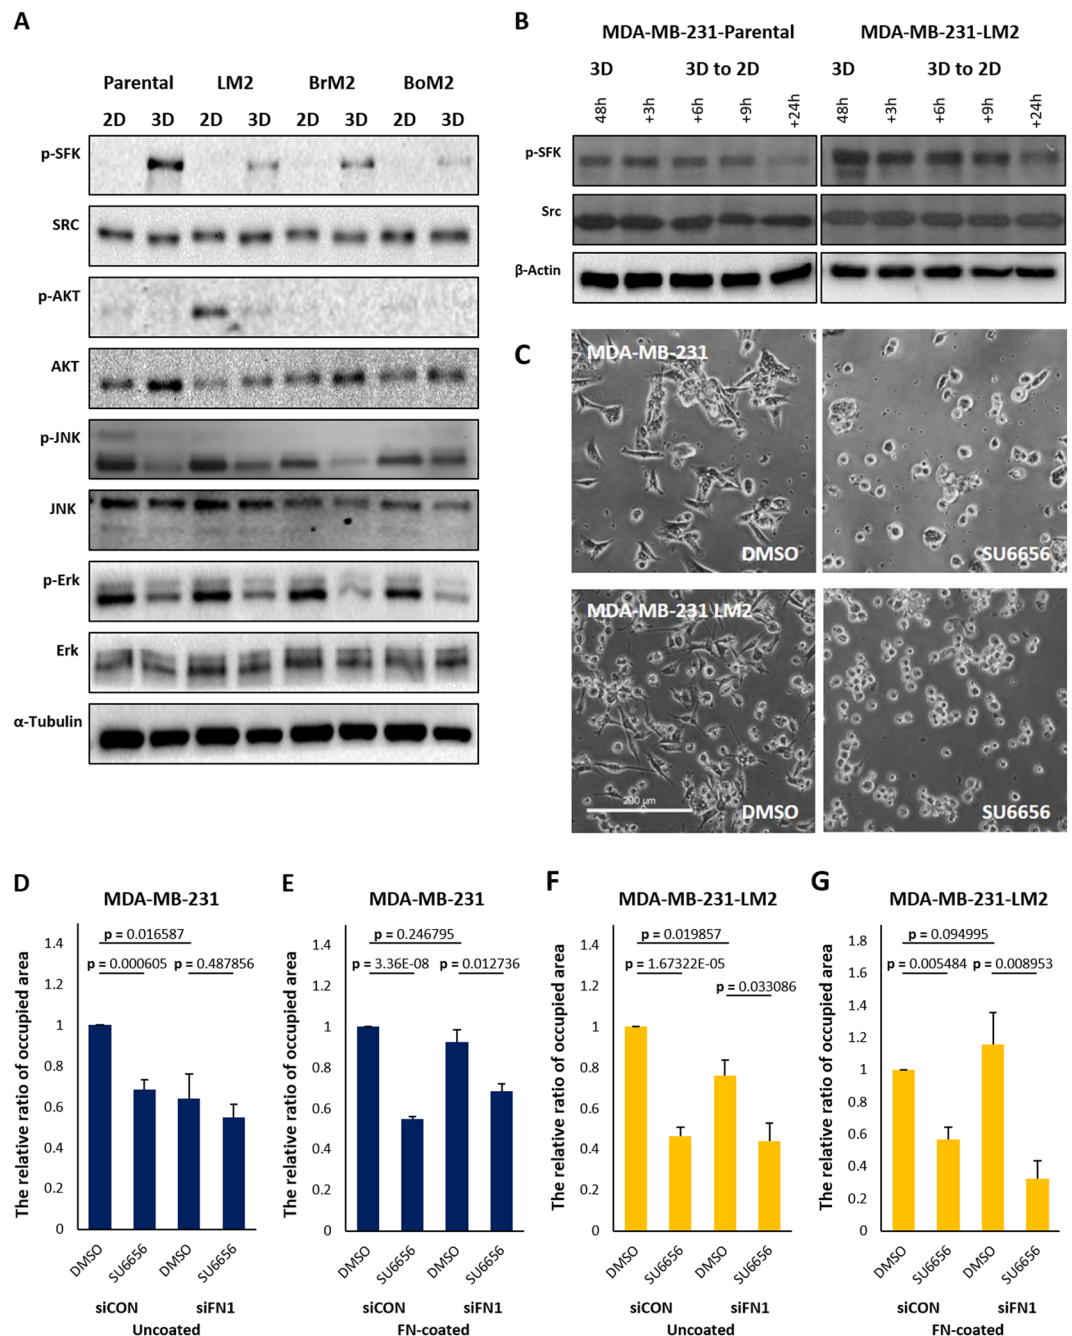 A
Parental LM2 BrM2 BoM2
2D 3D 2D 3D 2D 3D 2D 3D
p-SFK
SRC
p-AKT
AKT
p-JNK
JNK
p-Erk
Erk
α-Tubulin
B
MDA-MB-231-Parental MDA-MB-231-LM2
3D 3D to 2D 3D 3D to 2D
48h +3h +6h +9h +24h 48h +3h +6h +9h +24h
p-SFK
Src
β-Actin
C
MDA-MB-231
DMSO SU6656
MDA-MB-231 LM2
200 μm
DMSO SU6656
D
MDA-MB-231
The relative ratio of occupied area
p = 0.016587
p = 0.000605 p = 0.487856
1.4
1
0.8
0.6
0.4
0.2
0
DMSO SU6656 DMSO SU6656
siCON siFN1
Uncoated
E
MDA-MB-231
The relative ratio of occupied area
p = 0.246795
p = 3.36E-08 p = 0.012736
1.4
1
0.8
0.6
0.4
0.2
0
DMSO SU6656 DMSO SU6656
siCON siFN1
FN-coated
F
MDA-MB-231-LM2
The relative ratio of occupied area
p = 0.019857
p = 1.67322E-05
p = 0.033086
1.4
1
0.8
0.6
0.4
0.2
0
DMSO SU6656 DMSO SU6656
siCON siFN1
Uncoated
G
MDA-MB-231-LM2
The relative ratio of occupied area
p = 0.094995
p = 0.005484 p = 0.008953
1.8
1.6
1.4
1.2
1
0.8
0.6
0.4
0.2
0
DMSO SU6656 DMSO SU6656
siCON siFN1
FN-coated